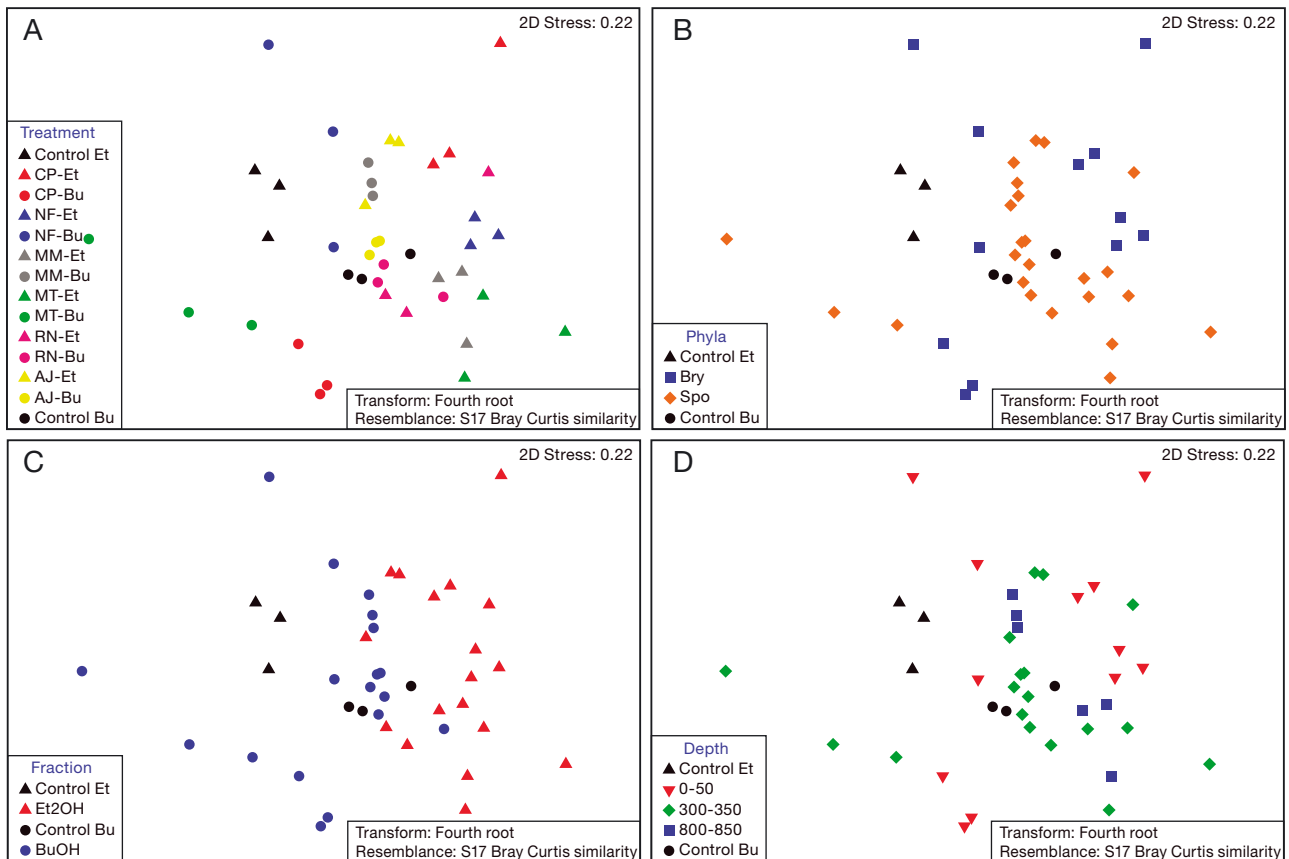 A
2D Stress: 0.22
Treatment
Control Et
CP-Et
CP-Bu
NF-Et
NF-Bu
MM-Et
MM-Bu
MT-Et
MT-Bu
RN-Et
RN-Bu
AJ-Et
AJ-Bu
Control Bu
Transform: Fourth root
Resemblance: S17 Bray Curtis similarity
B
2D Stress: 0.22
Phyla
Control Et
Bry
Spo
Control Bu
Transform: Fourth root
Resemblance: S17 Bray Curtis similarity
C
2D Stress: 0.22
Fraction
Control Et
Et2OH
Control Bu
BuOH
Transform: Fourth root
Resemblance: S17 Bray Curtis similarity
D
2D Stress: 0.22
Depth
Control Et
0-50
300-350
800-850
Control Bu
Transform: Fourth root
Resemblance: S17 Bray Curtis similarity